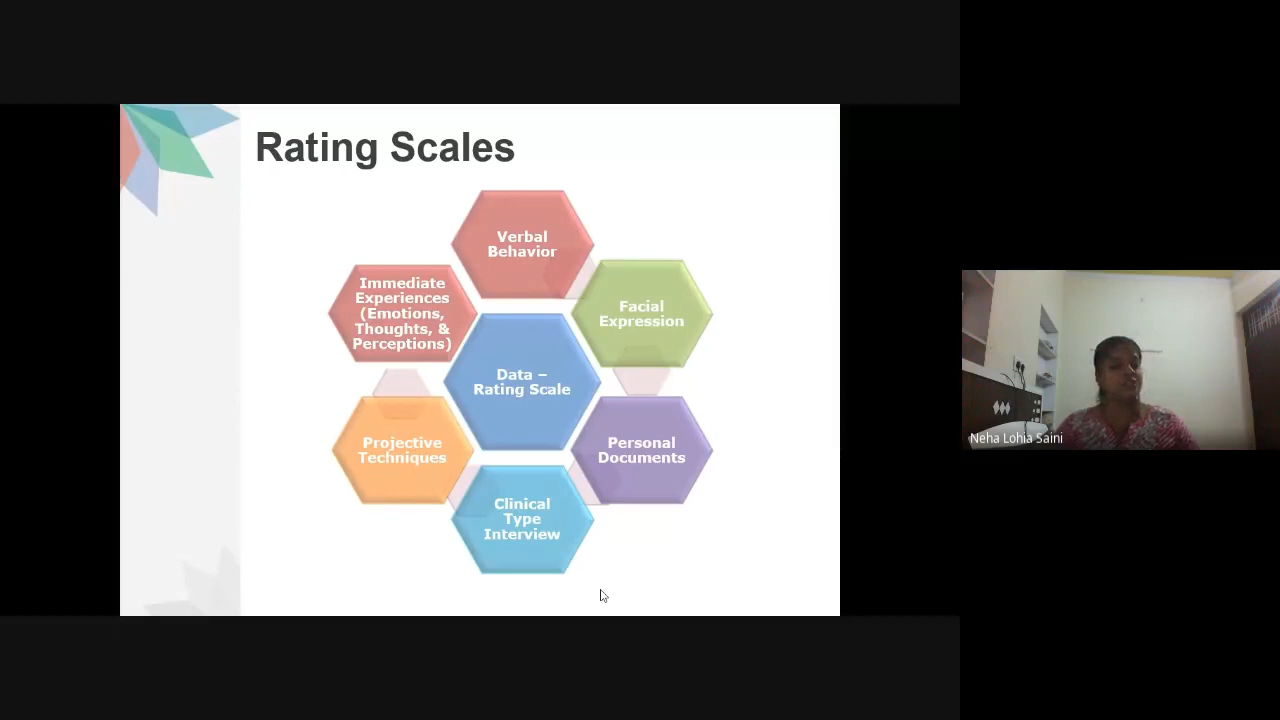 Rating Scales
Verbal
Behavior
Immediate
Experiences
(Emotions,
Thoughts, &
Perceptions)
Facial
Expression
Data –
Rating Scale
Projective
Techniques
Personal
Documents
Clinical
Type
Interview
Neha Lohia Saini